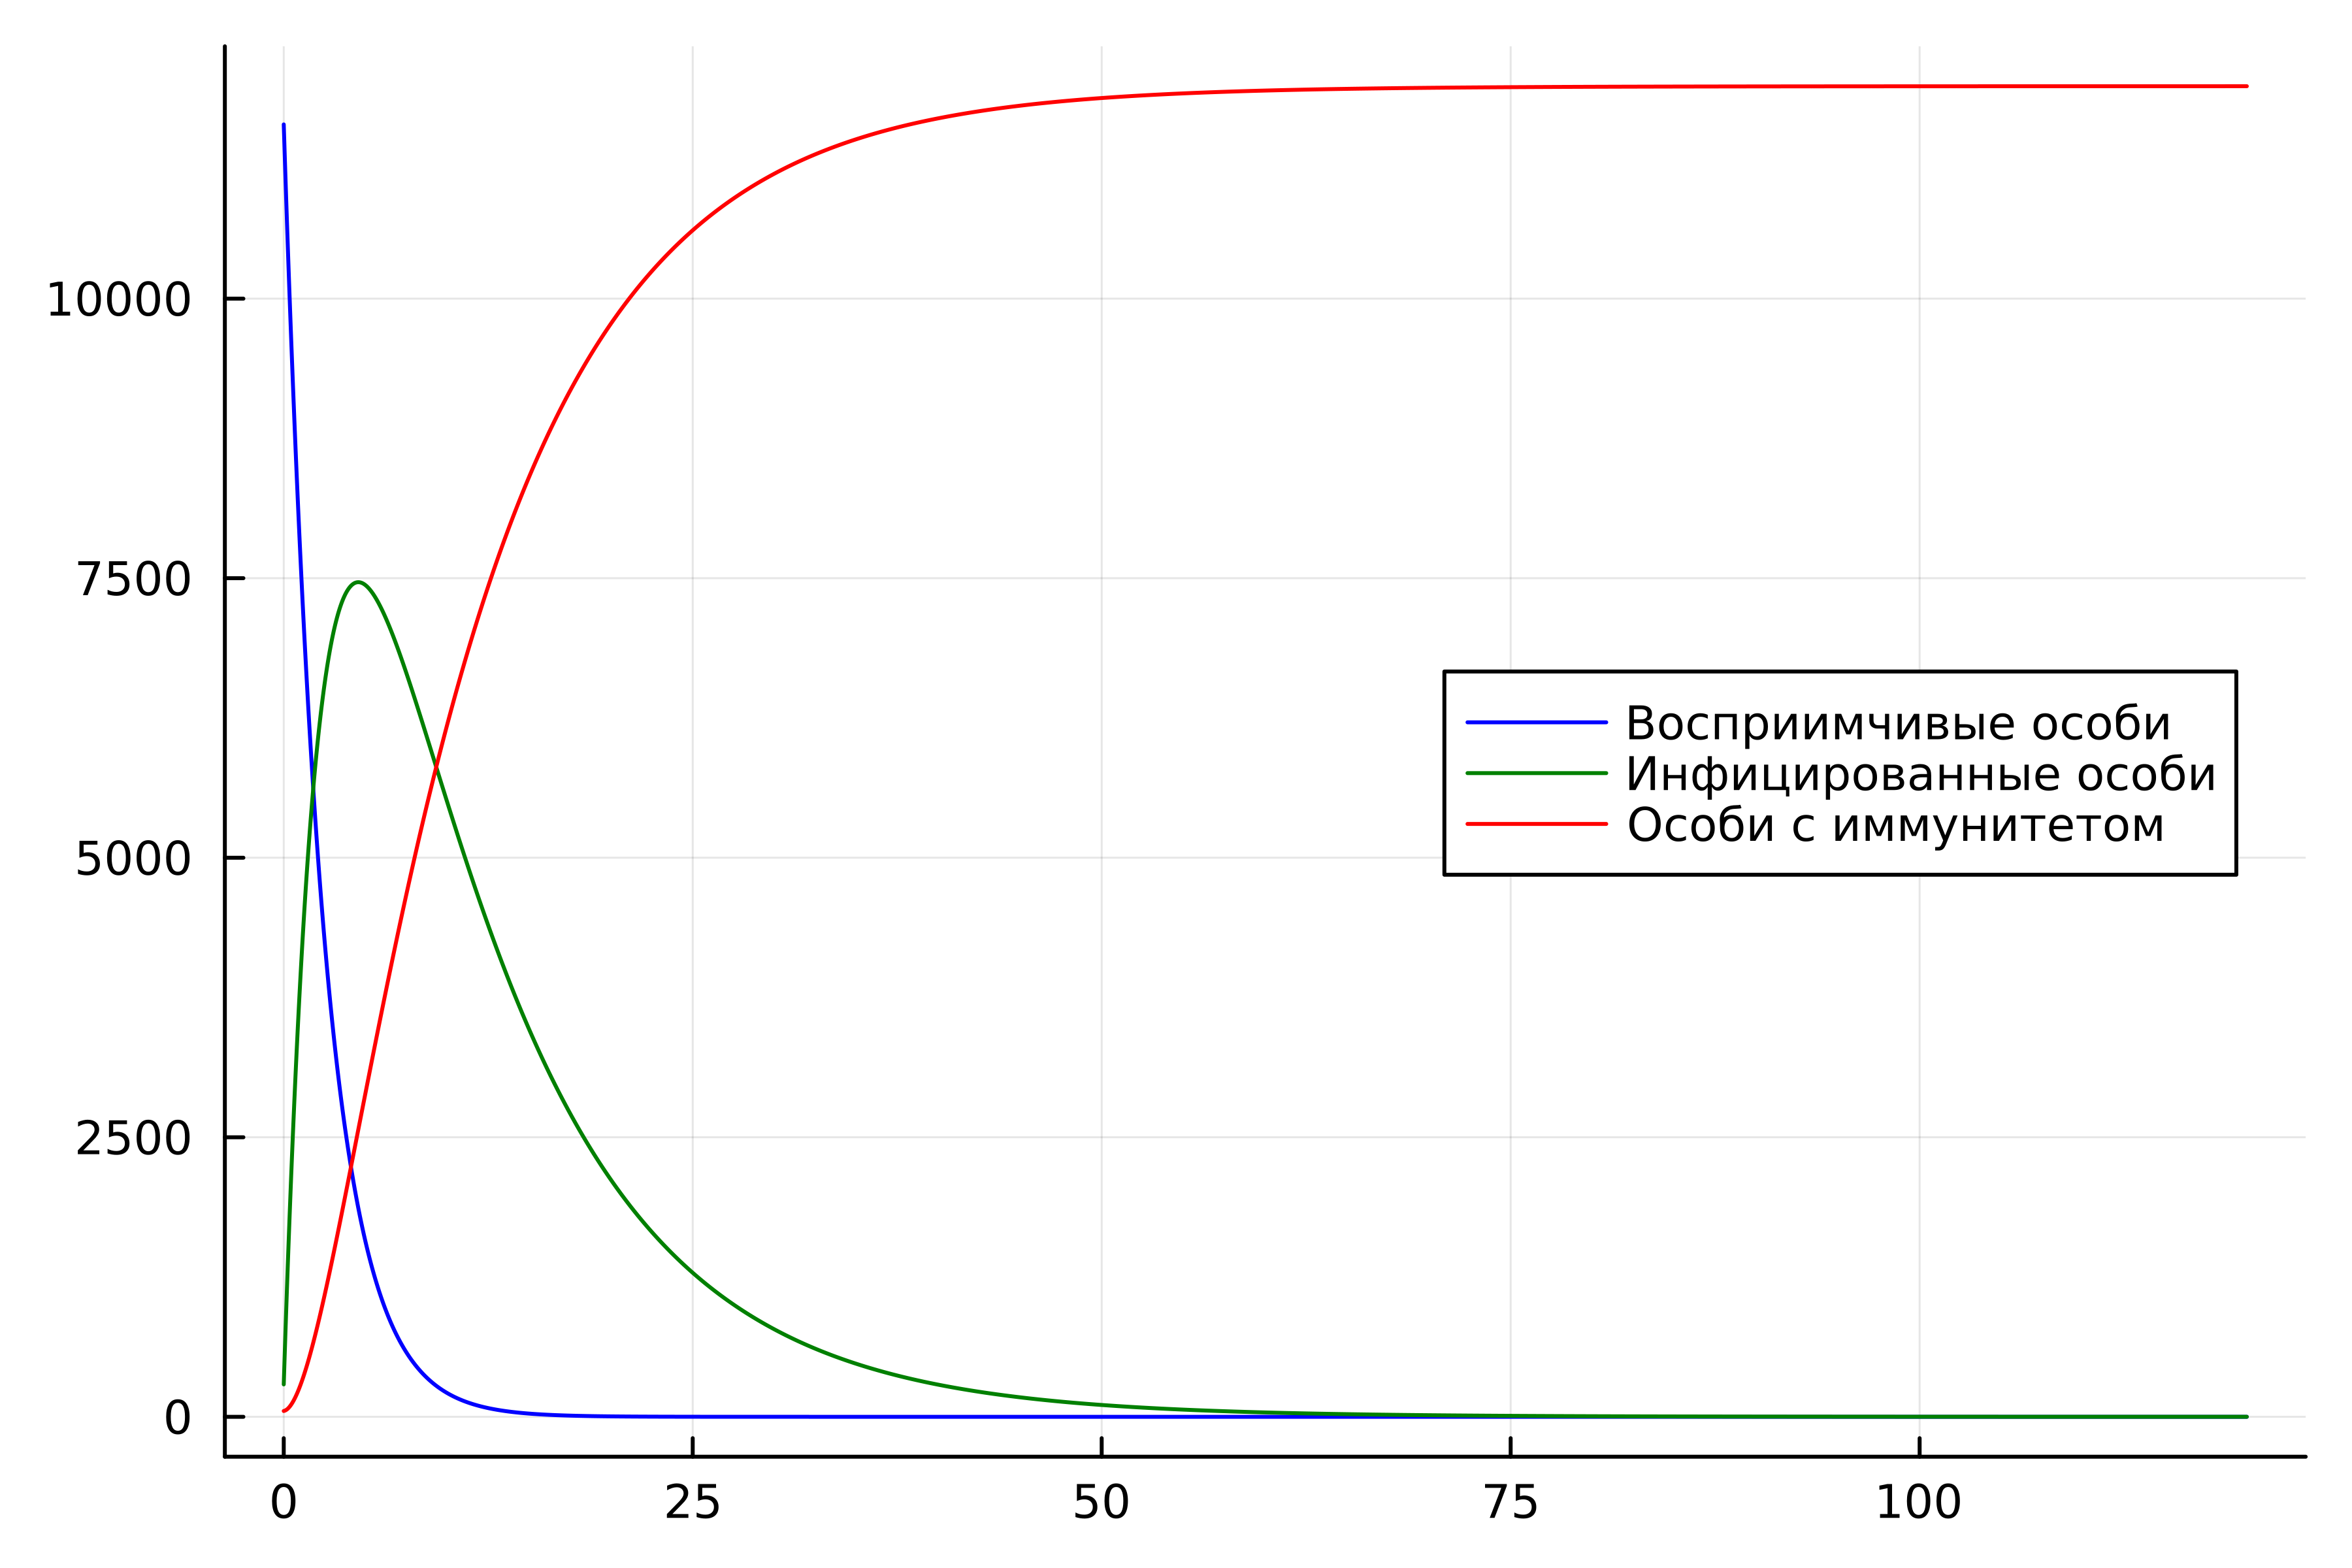 10000
7500
5000
2500
0
Восприимчивые особи
Инфицированные особи
Особи с иммунитетом
0 25 50 75 100